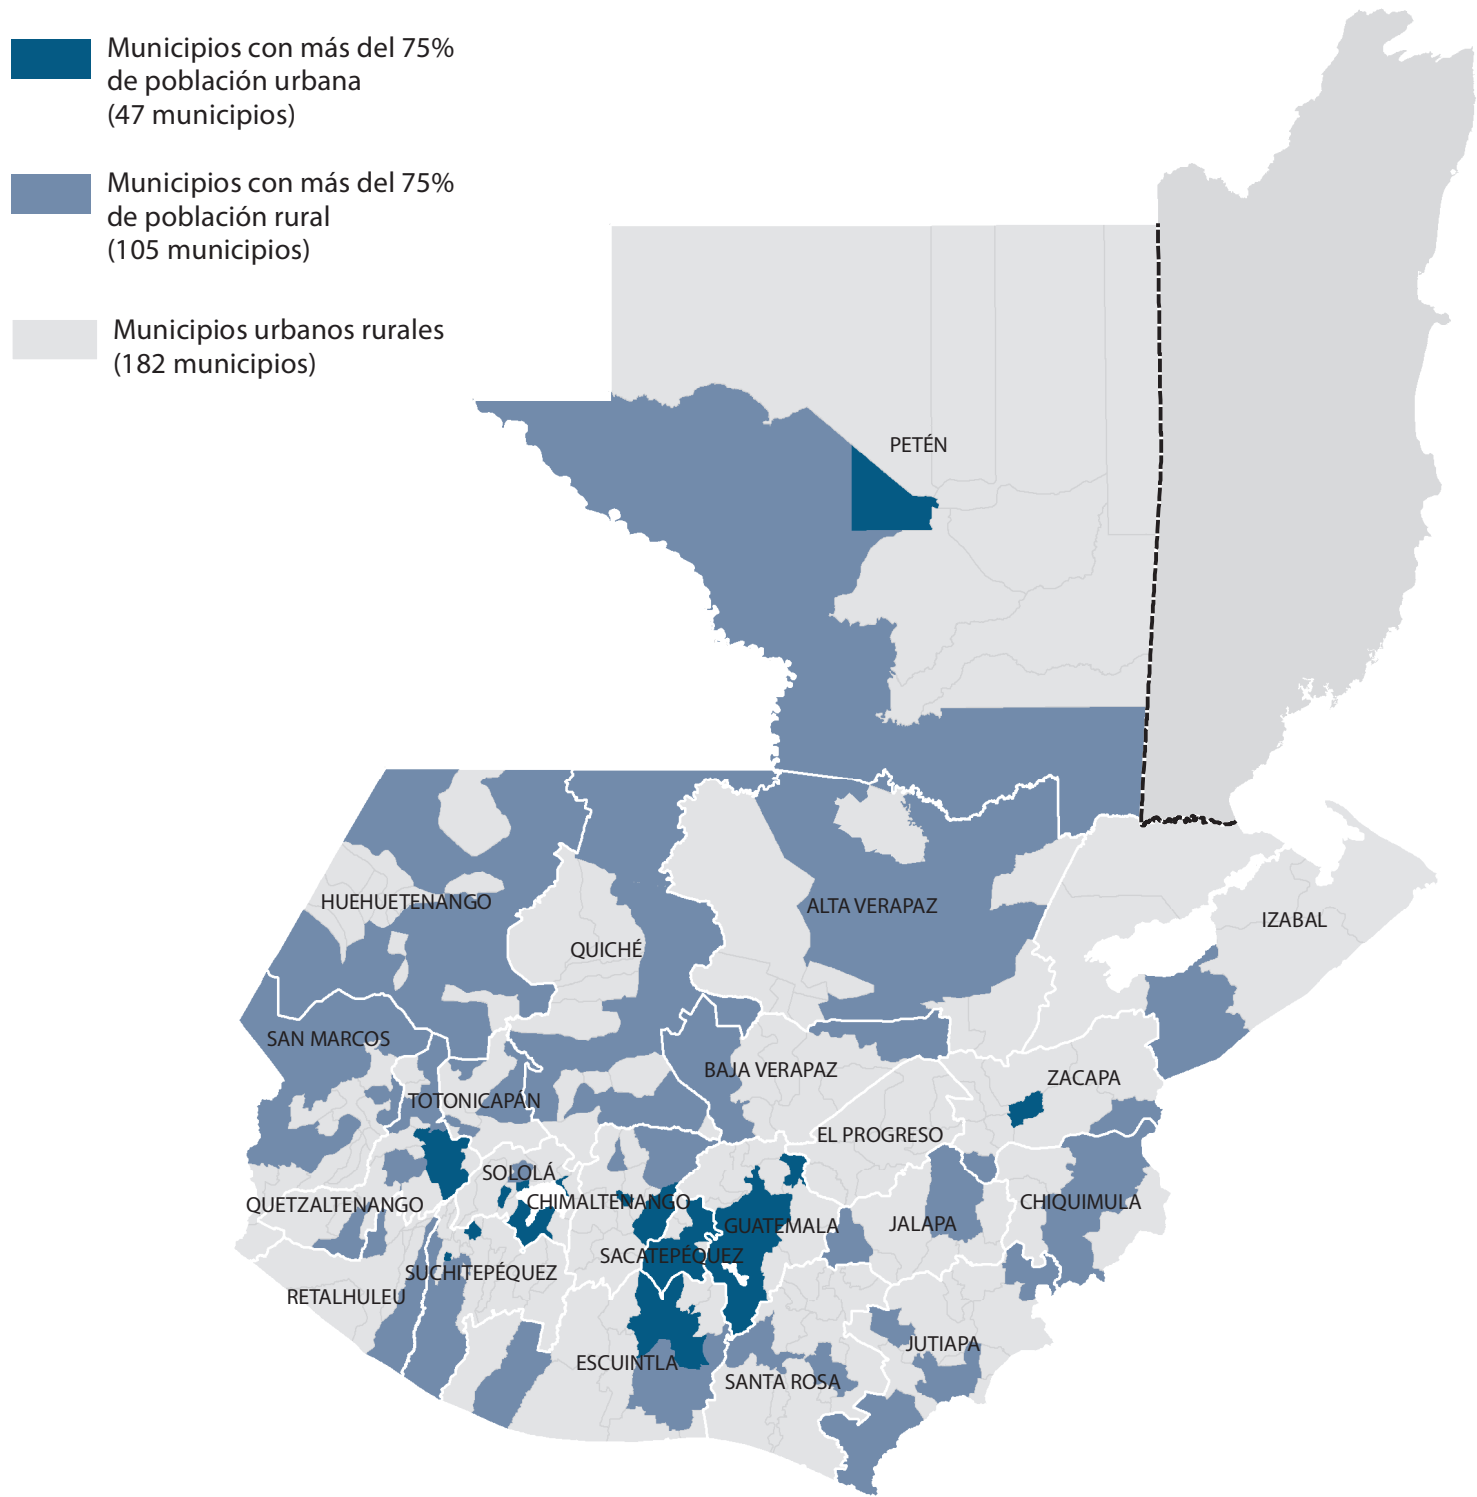 Municipios con más del 75%
de población urbana
(47 municipios)
Municipios con más del 75%
de población rural
(105 municipios)
Municipios urbanos rurales
(182 municipios)
PETÉN
HUEHUETENANGO
ALTA VERAPAZ
IZABAL
QUICHÉ
SAN MARCOS
BAJA VERAPAZ
ZACAPA
TOTONICAPÁN
EL PROGRESO
SOLOLÁ
QUETZALTENANGO
CHIMALTENANGO
CHIQUIMULA
GUATEMALA
JALAPA
SACATEPÉQUEZ
SUCHITEPÉQUEZ
RETALHULEU
JUTIAPA
ESCUINTLA
SANTA ROSA